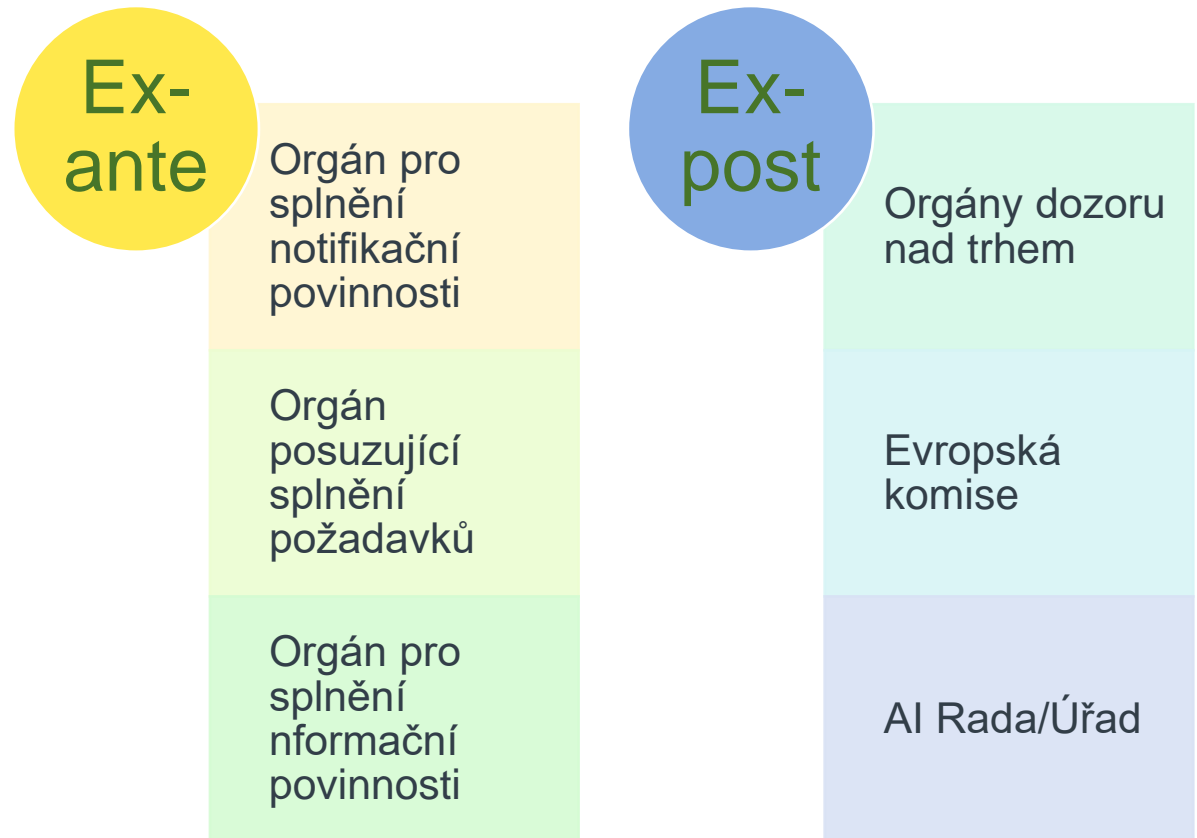 Ex-
ante
Orgán pro
splnění
notifikační
povinnosti
Orgán
posuzující
splnění
požadavků
Orgán pro
splnění
nformační
povinnosti
Ex-
post
Orgány dozoru
nad trhem
Evropská
komise
AI Rada/Úřad